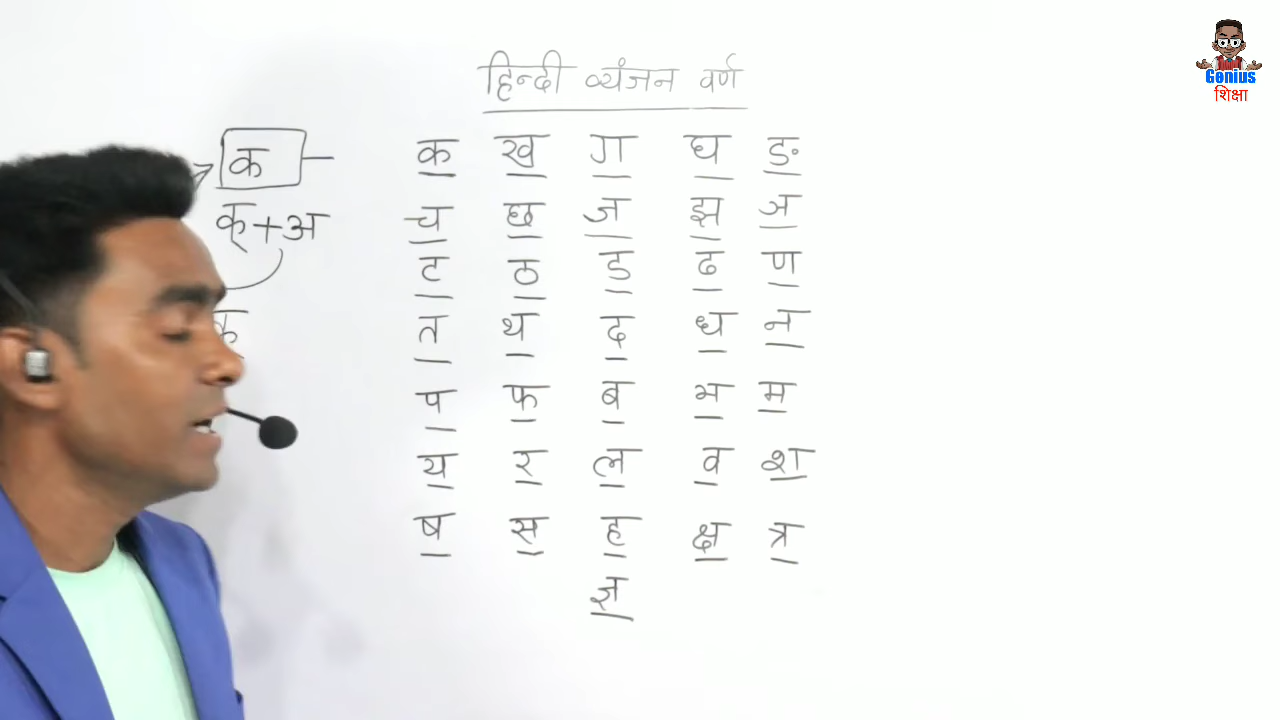 हिन्दी व्यंजन वर्ण
क ख ग घ ङ
च छ ज झ ञ
ट ठ ड ढ ण
त थ द ध न
प फ ब भ म
य र ल व श
ष स ह क्ष त्र
ज्ञ
क –
क्+अ
क
Genius
शिक्षा